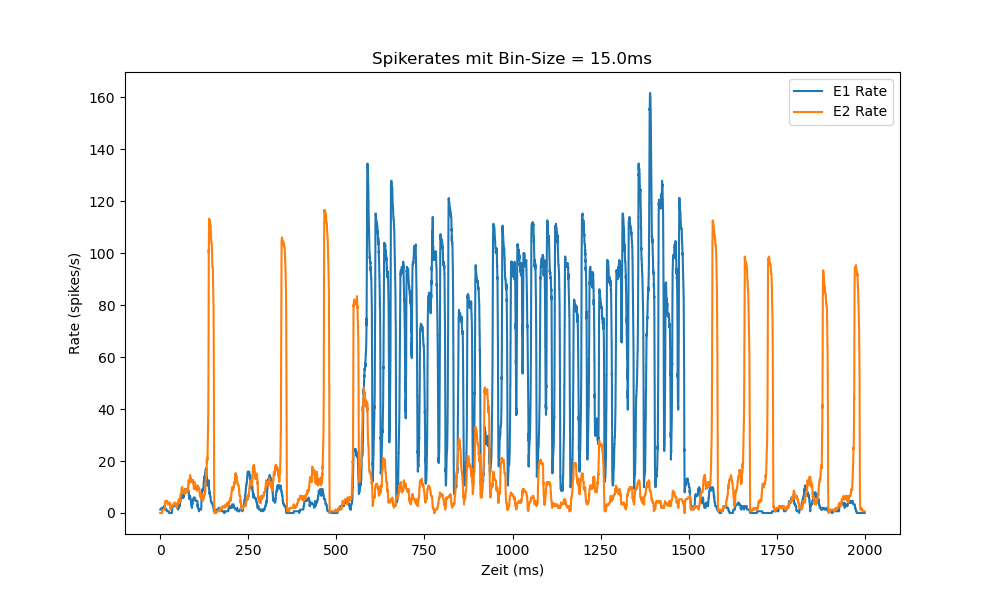 Spikerates mit Bin-Size = 15.0ms
E1 Rate
E2 Rate
160
140
120
100
80
60
40
20
0
Rate (spikes/s)
0 250 500 750 1000 1250 1500 1750 2000
Zeit (ms)